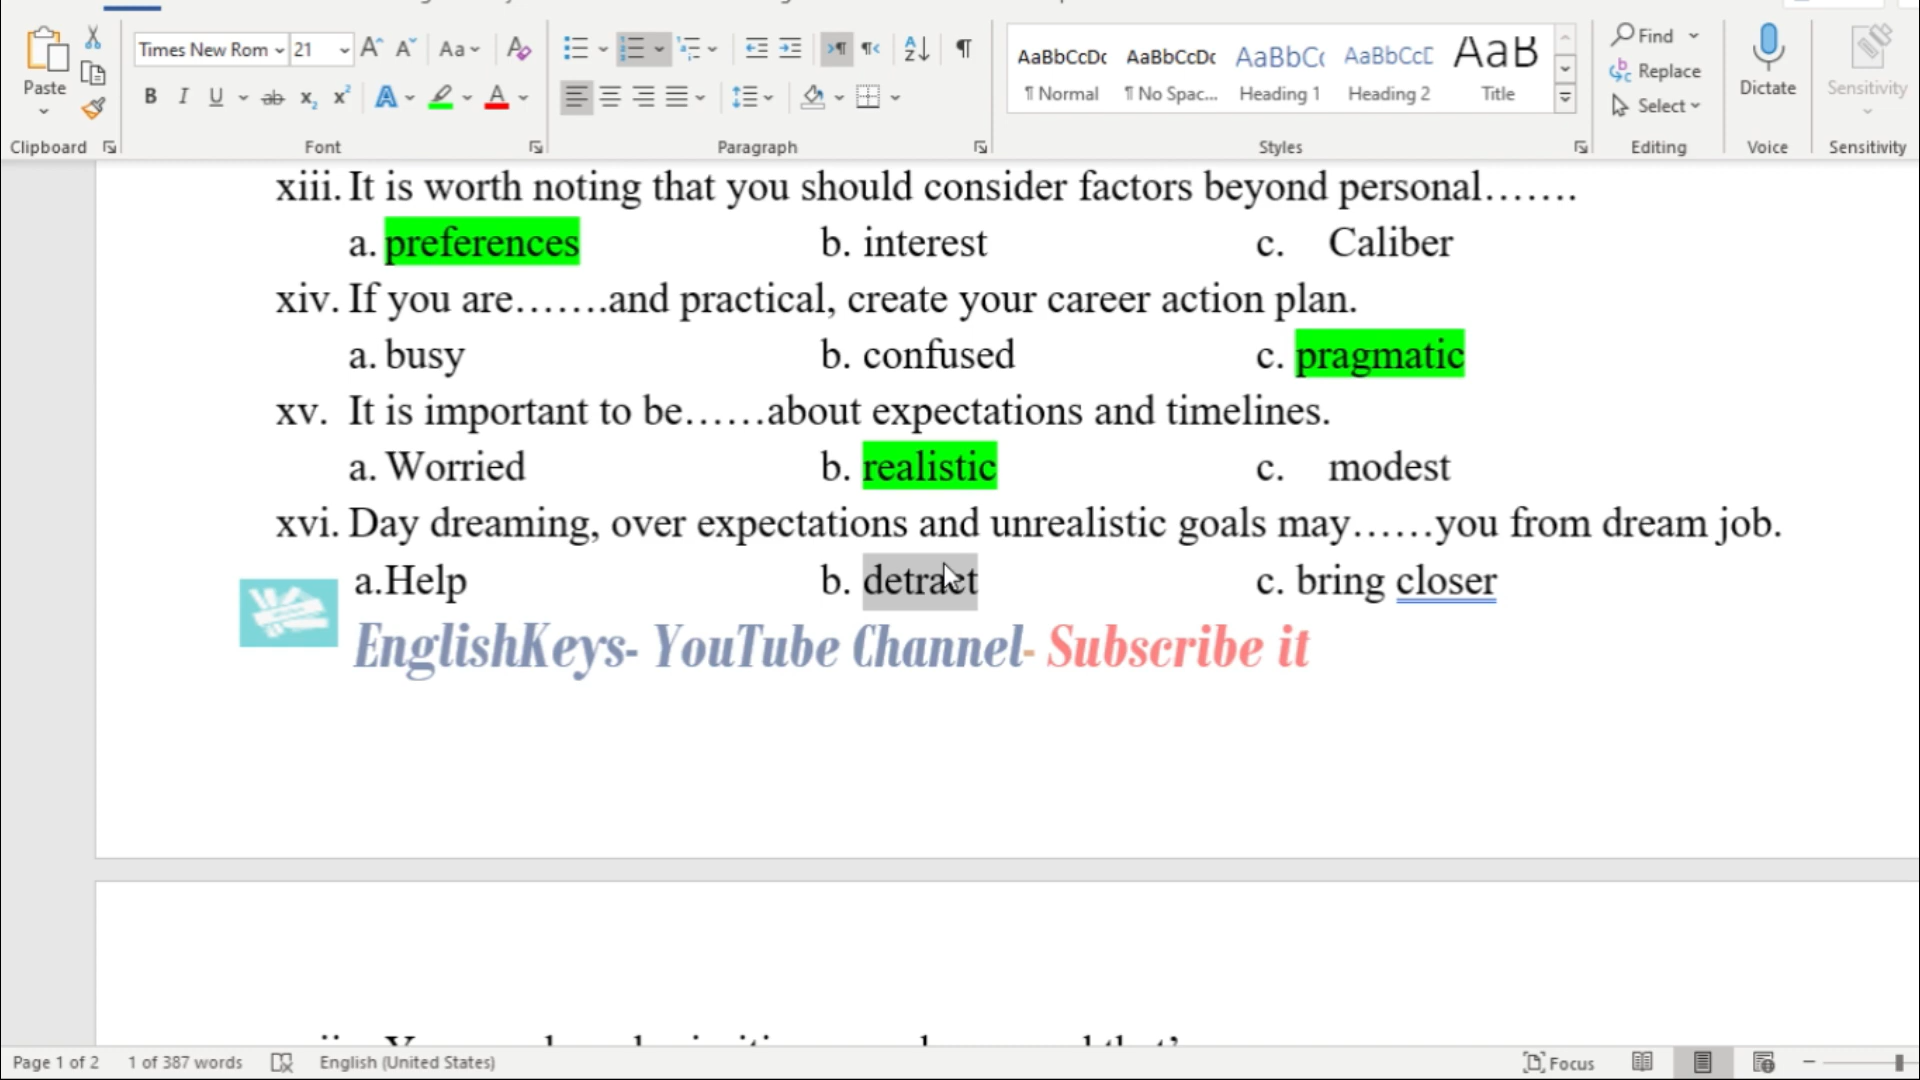 Times New Rom 21
Aa
Paste
B I U ab x₂ x² A A
Clipboard Font Paragraph Styles Editing Voice Sensitivity
AaBbCcDc AaBbCcDc AaBbCc AaBbCcD AaB
¶ Normal ¶ No Spac... Heading 1 Heading 2 Title
Find
Replace
Select
Dictate
Sensitivity
xiii. It is worth noting that you should consider factors beyond personal…….
a. preferences b. interest c. Caliber
xiv. If you are…….and practical, create your career action plan.
a. busy b. confused c. pragmatic
xv. It is important to be……about expectations and timelines.
a. Worried b. realistic c. modest
xvi. Day dreaming, over expectations and unrealistic goals may……you from dream job.
a.Help b. detract c. bring closer
EnglishKeys- YouTube Channel- Subscribe it
Page 1 of 2 1 of 387 words English (United States) Focus